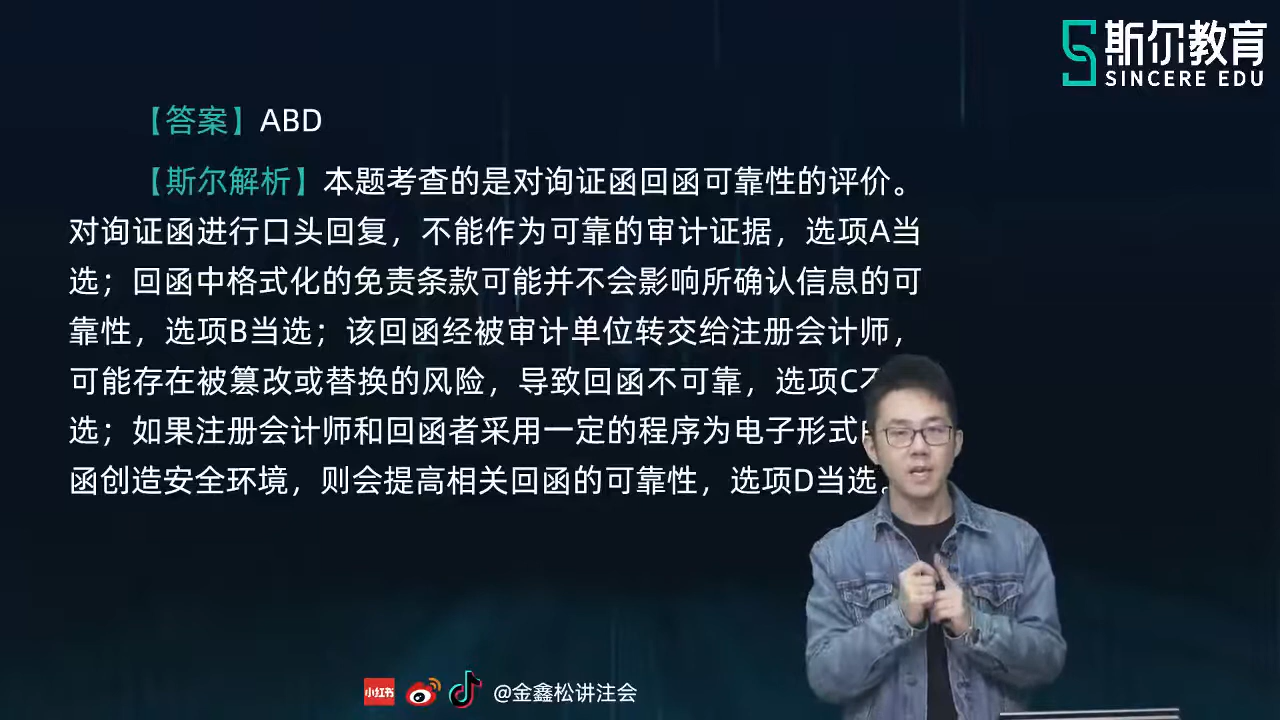 斯尔教育
SINCERE EDU
【答案】ABD
【斯尔解析】本题考查的是对询证函回函可靠性的评价。
对询证函进行口头回复，不能作为可靠的审计证据，选项A当
选；回函中格式化的免责条款可能并不会影响所确认信息的可
靠性，选项B当选；该回函经被审计单位转交给注册会计师，
可能存在被篡改或替换的风险，导致回函不可靠，选项C不
选；如果注册会计师和回函者采用一定的程序为电子形式
函创造安全环境，则会提高相关回函的可靠性，选项D当选。
小红书
@金鑫松讲注会